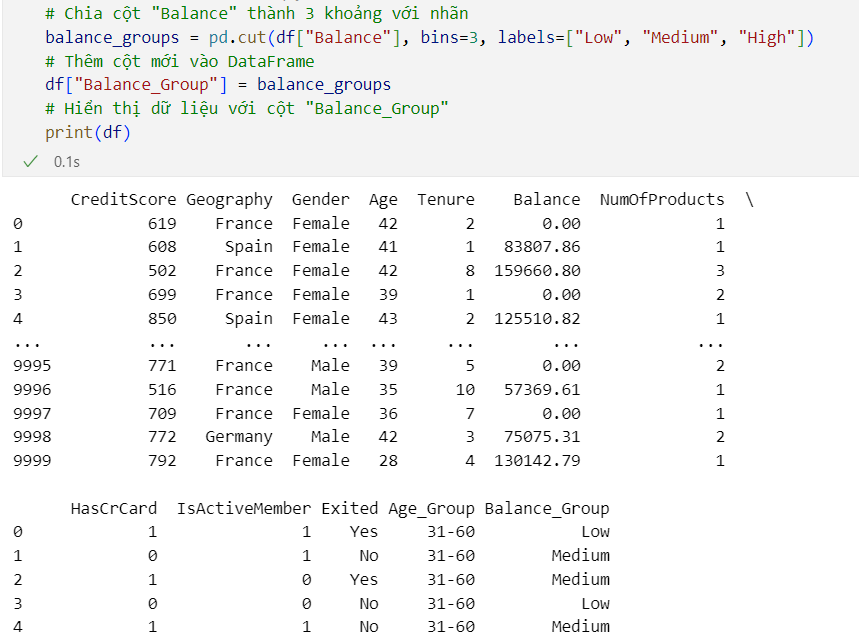 # Chia cột "Balance" thành 3 khoảng với nhãn
balance_groups = pd.cut(df["Balance"], bins=3, labels=["Low", "Medium", "High"])
# Thêm cột mới vào DataFrame
df["Balance_Group"] = balance_groups
# Hiển thị dữ liệu với cột "Balance_Group"
print(df)
✓ 0.1s
CreditScore Geography Gender Age Tenure Balance NumOfProducts \
0 619 France Female 42 2 0.00 1
1 608 Spain Female 41 1 83807.86 1
2 502 France Female 42 8 159660.80 3
3 699 France Female 39 1 0.00 2
4 850 Spain Female 43 2 125510.82 1
... ... ... ... ... ... ... ...
9995 771 France Male 39 5 0.00 2
9996 516 France Male 35 10 57369.61 1
9997 709 France Female 36 7 0.00 1
9998 772 Germany Male 42 3 75075.31 2
9999 792 France Female 28 4 130142.79 1
HasCrCard IsActiveMember Exited Age_Group Balance_Group
0 1 1 Yes 31-60 Low
1 0 1 No 31-60 Medium
2 1 0 Yes 31-60 Medium
3 0 0 No 31-60 Low
4 1 1 No 31-60 Medium